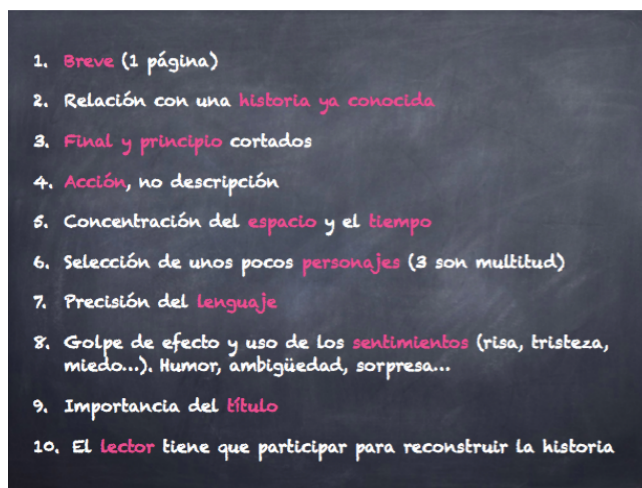 1. Breve (1 página)
2. Relación con una historia ya conocida
3. Final y principio cortados
4. Acción, no descripción
5. Concentración del espacio y el tiempo
6. Selección de unos pocos personajes (3 son multitud)
7. Precisión del lenguaje
8. Golpe de efecto y uso de los sentimientos (risa, tristeza,
miedo...). Humor, ambigüedad, sorpresa...
9. Importancia del título
10. El lector tiene que participar para reconstruir la historia